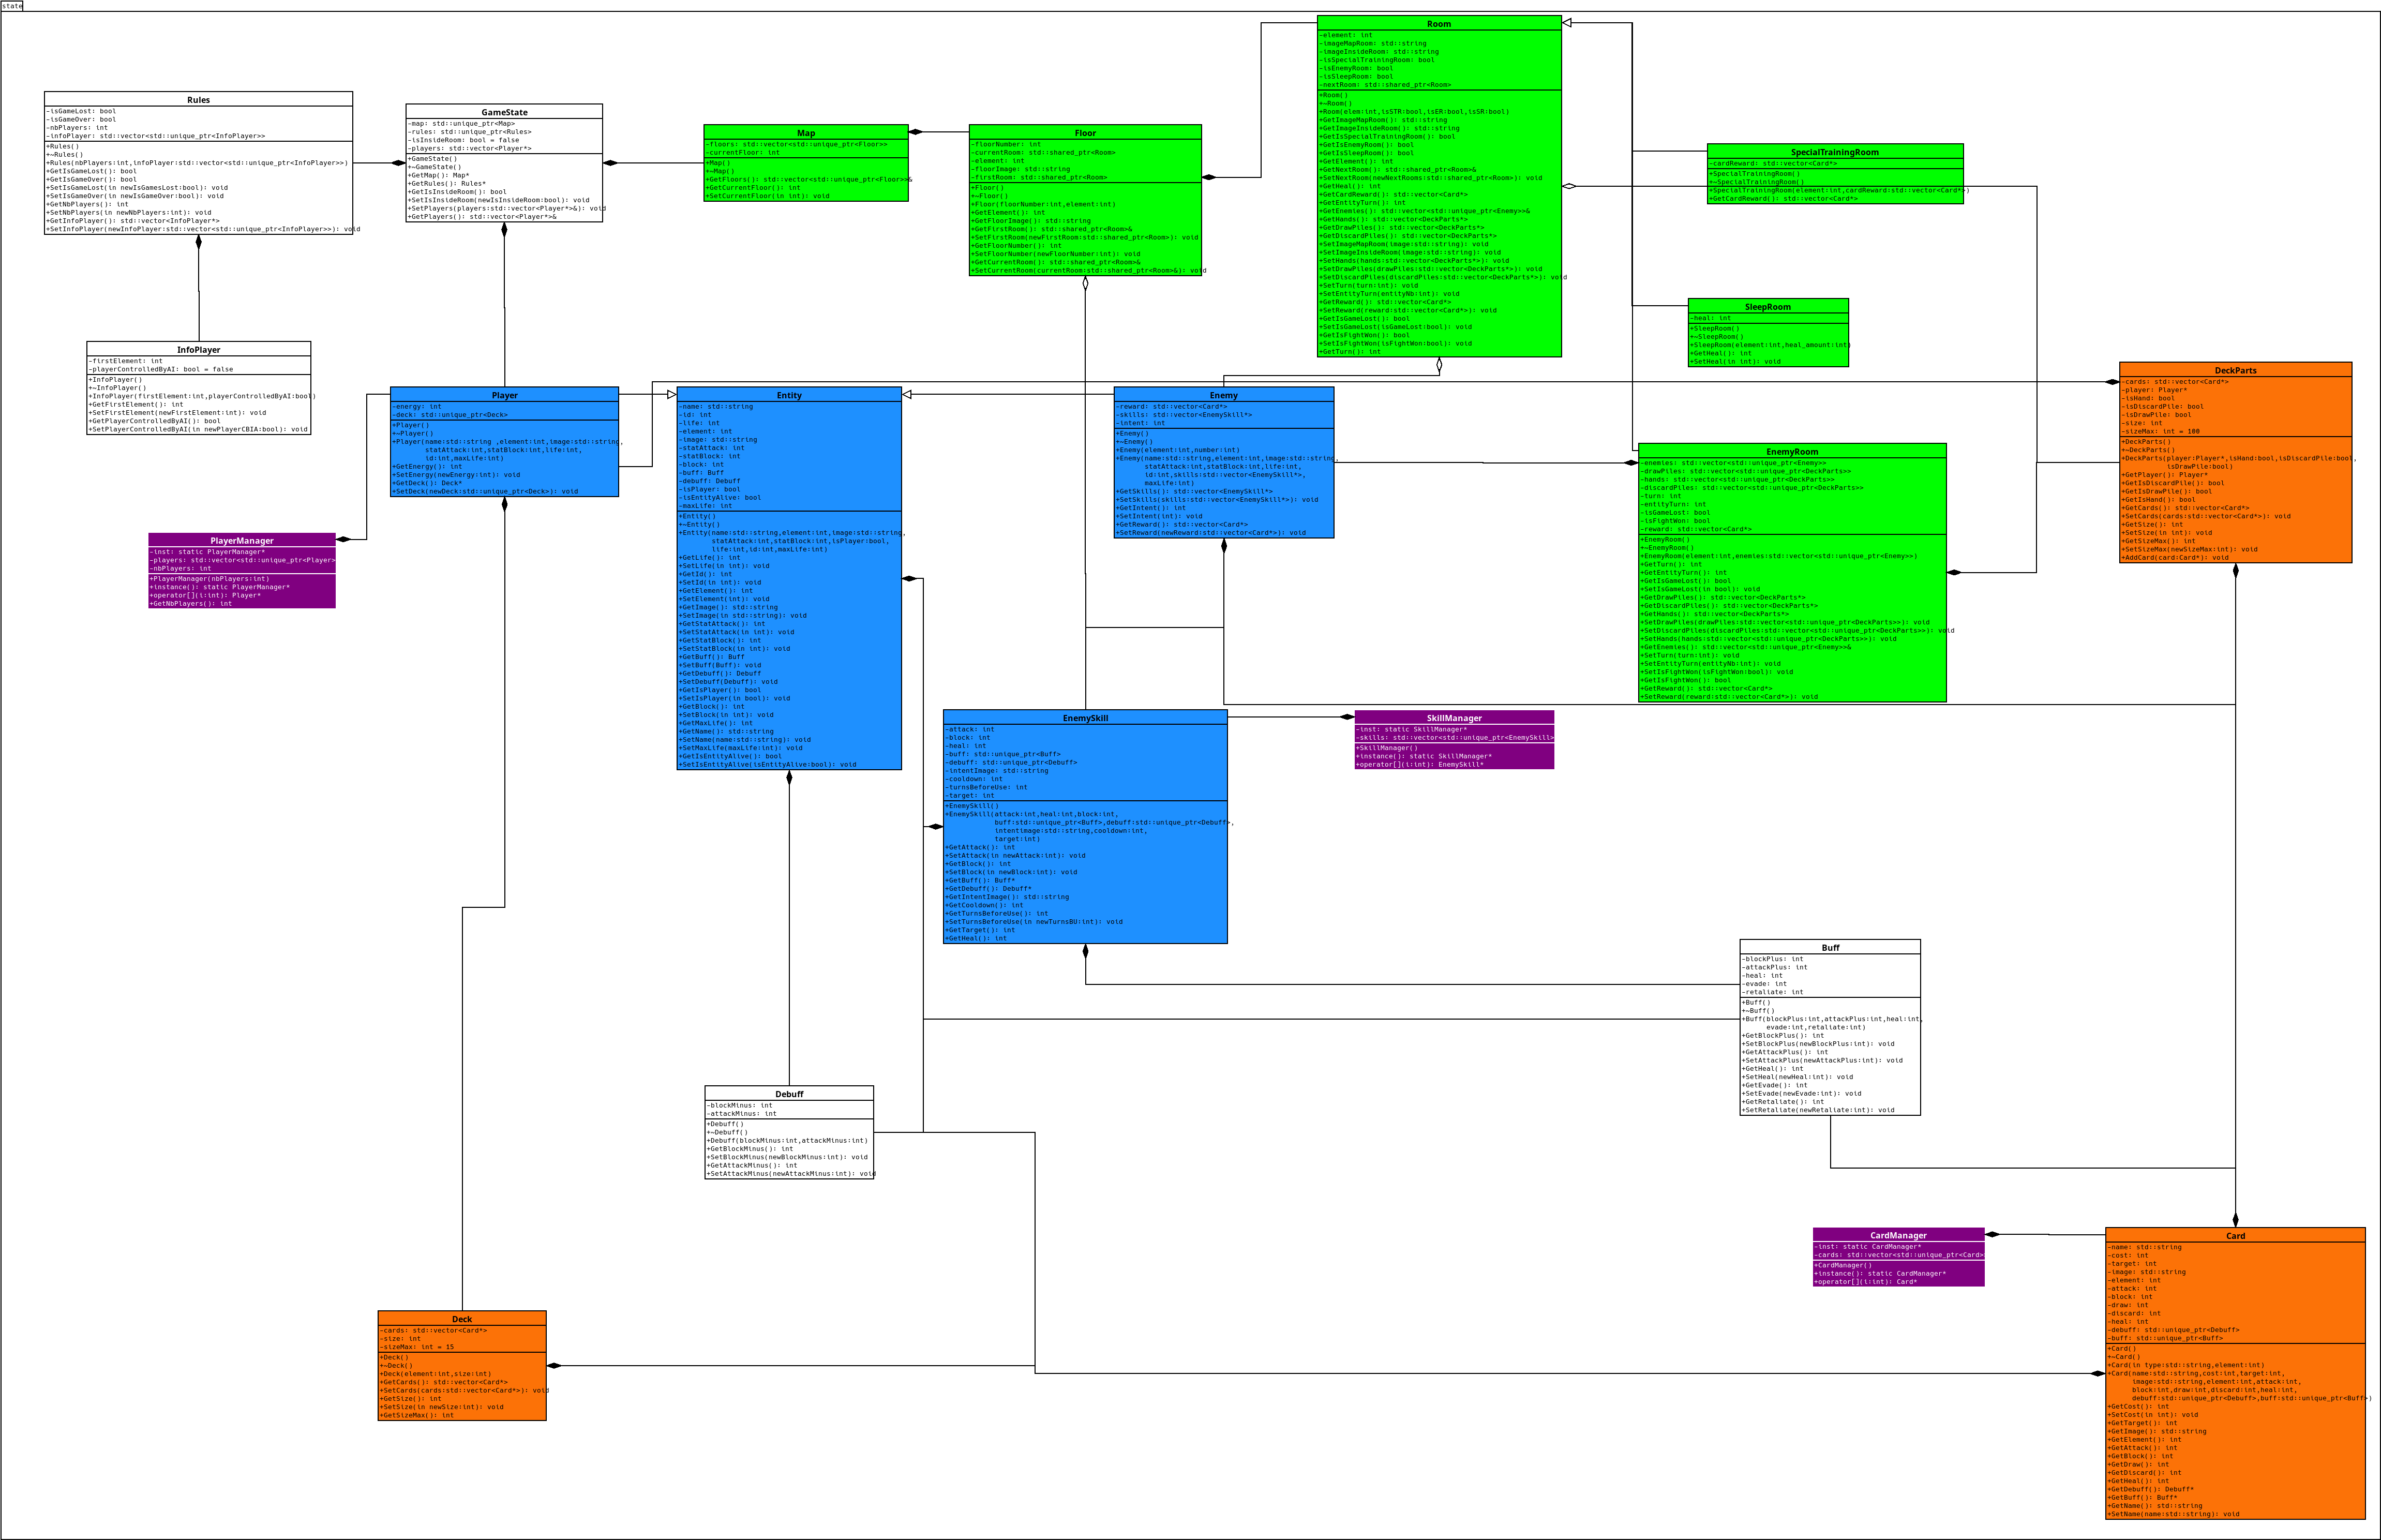 state
Rules
-isGameLost: bool
-isGameOver: bool
-nbPlayers: int
-infoPlayer: std::vector<std::unique_ptr<InfoPlayer>>
+Rules()
+~Rules()
+Rules(nbPlayers:int,infoPlayer:std::vector<std::unique_ptr<InfoPlayer>>)
+GetIsGameLost(): bool
+GetIsGameOver(): bool
+SetIsGameLost(in newIsGamesLost:bool): void
+SetIsGameOver(in newIsGameOver:bool): void
+GetNbPlayers(): int
+SetNbPlayers(in newNbPlayers:int): void
+GetInfoPlayer(): std::vector<InfoPlayer*>
+SetInfoPlayer(newInfoPlayer:std::vector<std::unique_ptr<InfoPlayer>>): void
GameState
-map: std::unique_ptr<Map>
-rules: std::unique_ptr<Rules>
-isInsideRoom: bool = false
-players: std::vector<Player*>
+GameState()
+~GameState()
+GetMap(): Map*
+GetRules(): Rules*
+GetIsInsideRoom(): bool
+SetIsInsideRoom(newIsInsideRoom:bool): void
+SetPlayers(players:std::vector<Player*>&): void
+GetPlayers(): std::vector<Player*>&
Map
-floors: std::vector<std::unique_ptr<Floor>>
-currentFloor: int
+Map()
+~Map()
+GetFloors(): std::vector<std::unique_ptr<Floor>>&
+GetCurrentFloor(): int
+SetCurrentFloor(in int): void
Floor
-floorNumber: int
-currentRoom: std::shared_ptr<Room>
-element: int
-floorImage: std::string
-firstRoom: std::shared_ptr<Room>
+Floor()
+~Floor()
+Floor(floorNumber:int,element:int)
+GetElement(): int
+GetFloorImage(): std::string
+GetFirstRoom(): std::shared_ptr<Room>&
+SetFirstRoom(newFirstRoom:std::shared_ptr<Room>): void
+GetFloorNumber(): int
+SetFloorNumber(newFloorNumber:int): void
+GetCurrentRoom(): std::shared_ptr<Room>&
+SetCurrentRoom(currentRoom:std::shared_ptr<Room>&): void
Room
-element: int
-imageMapRoom: std::string
-imageInsideRoom: std::string
-isSpecialTrainingRoom: bool
-isEnemyRoom: bool
-isSleepRoom: bool
-nextRoom: std::shared_ptr<Room>
+Room()
+~Room()
+Room(elem:int,isSTR:bool,isER:bool,isSR:bool)
+GetImageMapRoom(): std::string
+GetImageInsideRoom(): std::string
+GetIsSpecialTrainingRoom(): bool
+GetIsEnemyRoom(): bool
+GetIsSleepRoom(): bool
+GetElement(): int
+GetNextRoom(): std::shared_ptr<Room>&
+SetNextRoom(newNextRooms:std::shared_ptr<Room>): void
+GetHeal(): int
+GetCardReward(): std::vector<Card*>
+GetEntityTurn(): int
+GetEnemies(): std::vector<std::unique_ptr<Enemy>>&
+GetHands(): std::vector<DeckParts*>
+GetDrawPiles(): std::vector<DeckParts*>
+GetDiscardPiles(): std::vector<DeckParts*>
+SetImageMapRoom(image:std::string): void
+SetImageInsideRoom(image:std::string): void
+SetHands(hands:std::vector<DeckParts*>): void
+SetDrawPiles(drawPiles:std::vector<DeckParts*>): void
+SetDiscardPiles(discardPiles:std::vector<DeckParts*>): void
+SetTurn(turn:int): void
+SetEntityTurn(entityNb:int): void
+GetReward(): std::vector<Card*>
+SetReward(reward:std::vector<Card*>): void
+GetIsGameLost(): bool
+SetIsGameLost(isGameLost:bool): void
+GetIsFightWon(): bool
+SetIsFightWon(isFightWon:bool): void
+GetTurn(): int
SpecialTrainingRoom
-cardReward: std::vector<Card*>
+SpecialTrainingRoom()
+~SpecialTrainingRoom()
+SpecialTrainingRoom(element:int,cardReward:std::vector<Card*>)
+GetCardReward(): std::vector<Card*>
SleepRoom
-heal: int
+SleepRoom()
+~SleepRoom()
+SleepRoom(element:int,heal_amount:int)
+GetHeal(): int
+SetHeal(in int): void
InfoPlayer
-firstElement: int
-playerControlledByAI: bool = false
+InfoPlayer()
+~InfoPlayer()
+InfoPlayer(firstElement:int,playerControlledByAI:bool)
+GetFirstElement(): int
+SetFirstElement(newFirstElement:int): void
+GetPlayerControlledByAI(): bool
+SetPlayerControlledByAI(in newPlayerCBIA:bool): void
Player
-energy: int
-deck: std::unique_ptr<Deck>
+Player()
+~Player()
+Player(name:std::string ,element:int,image:std::string,
statAttack:int,statBlock:int,life:int,
id:int,maxLife:int)
+GetEnergy(): int
+SetEnergy(newEnergy:int): void
+GetDeck(): Deck*
+SetDeck(newDeck:std::unique_ptr<Deck>): void
Entity
-name: std::string
-id: int
-life: int
-element: int
-image: std::string
-statAttack: int
-statBlock: int
-block: int
-buff: Buff
-debuff: Debuff
-isPlayer: bool
-isEntityAlive: bool
-maxLife: int
+Entity()
+~Entity()
+Entity(name:std::string,element:int,image:std::string,
statAttack:int,statBlock:int,isPlayer:bool,
life:int,id:int,maxLife:int)
+GetLife(): int
+SetLife(in int): void
+GetId(): int
+SetId(in int): void
+GetElement(): int
+SetElement(int): void
+GetImage(): std::string
+SetImage(in std::string): void
+GetStatAttack(): int
+SetStatAttack(in int): void
+GetStatBlock(): int
+SetStatBlock(in int): void
+GetBuff(): Buff
+SetBuff(Buff): void
+GetDebuff(): Debuff
+SetDebuff(Debuff): void
+GetIsPlayer(): bool
+SetIsPlayer(in bool): void
+GetBlock(): int
+SetBlock(in int): void
+GetMaxLife(): int
+GetName(): std::string
+SetName(name:std::string): void
+SetMaxLife(maxLife:int): void
+GetIsEntityAlive(): bool
+SetIsEntityAlive(isEntityAlive:bool): void
Enemy
-reward: std::vector<Card*>
-skills: std::vector<EnemySkill*>
-intent: int
+Enemy()
+~Enemy()
+Enemy(element:int,number:int)
+Enemy(name:std::string,element:int,image:std::string,
statAttack:int,statBlock:int,life:int,
id:int,skills:std::vector<EnemySkill*>,
maxLife:int)
+GetSkills(): std::vector<EnemySkill*>
+SetSkills(skills:std::vector<EnemySkill*>): void
+GetIntent(): int
+SetIntent(int): void
+GetReward(): std::vector<Card*>
+SetReward(newReward:std::vector<Card*>): void
DeckParts
-cards: std::vector<Card*>
-player: Player*
-isHand: bool
-isDiscardPile: bool
-isDrawPile: bool
-size: int
-sizeMax: int = 100
+DeckParts()
+~DeckParts()
+DeckParts(player:Player*,isHand:bool,isDiscardPile:bool,
isDrawPile:bool)
+GetPlayer(): Player*
+GetIsDiscardPile(): bool
+GetIsDrawPile(): bool
+GetIsHand(): bool
+GetCards(): std::vector<Card*>
+SetCards(cards:std::vector<Card*>): void
+GetSize(): int
+SetSize(in int): void
+GetSizeMax(): int
+SetSizeMax(newSizeMax:int): void
+AddCard(card:Card*): void
EnemyRoom
-enemies: std::vector<std::unique_ptr<Enemy>>
-drawPiles: std::vector<std::unique_ptr<DeckParts>>
-hands: std::vector<std::unique_ptr<DeckParts>>
-discardPiles: std::vector<std::unique_ptr<DeckParts>>
-turn: int
-entityTurn: int
-isGameLost: bool
-isFightWon: bool
-reward: std::vector<Card*>
+EnemyRoom()
+~EnemyRoom()
+EnemyRoom(element:int,enemies:std::vector<std::unique_ptr<Enemy>>)
+GetTurn(): int
+GetEntityTurn(): int
+GetIsGameLost(): bool
+SetIsGameLost(in bool): void
+GetDrawPiles(): std::vector<DeckParts*>
+GetDiscardPiles(): std::vector<DeckParts*>
+GetHands(): std::vector<DeckParts*>
+SetDrawPiles(drawPiles:std::vector<std::unique_ptr<DeckParts>>): void
+SetDiscardPiles(discardPiles:std::vector<std::unique_ptr<DeckParts>>): void
+SetHands(hands:std::vector<std::unique_ptr<DeckParts>>): void
+GetEnemies(): std::vector<std::unique_ptr<Enemy>>&
+SetTurn(turn:int): void
+SetEntityTurn(entityNb:int): void
+SetIsFightWon(isFightWon:bool): void
+GetIsFightWon(): bool
+GetReward(): std::vector<Card*>
+SetReward(reward:std::vector<Card*>): void
PlayerManager
-inst: static PlayerManager*
-players: std::vector<std::unique_ptr<Player>
-nbPlayers: int
+PlayerManager(nbPlayers:int)
+instance(): static PlayerManager*
+operator[](i:int): Player*
+GetNbPlayers(): int
EnemySkill
-attack: int
-block: int
-heal: int
-buff: std::unique_ptr<Buff>
-debuff: std::unique_ptr<Debuff>
-intentImage: std::string
-cooldown: int
-turnsBeforeUse: int
-target: int
+EnemySkill()
+EnemySkill(attack:int,heal:int,block:int,
buff:std::unique_ptr<Buff>,debuff:std::unique_ptr<Debuff>,
intentimage:std::string,cooldown:int,
target:int)
+GetAttack(): int
+SetAttack(in newAttack:int): void
+GetBlock(): int
+SetBlock(in newBlock:int): void
+GetBuff(): Buff*
+GetDebuff(): Debuff*
+GetIntentImage(): std::string
+GetCooldown(): int
+GetTurnsBeforeUse(): int
+SetTurnsBeforeUse(in newTurnsBU:int): void
+GetTarget(): int
+GetHeal(): int
SkillManager
-inst: static SkillManager*
-skills: std::vector<std::unique_ptr<EnemySkill>
+SkillManager()
+instance(): static SkillManager*
+operator[](i:int): EnemySkill*
Buff
-blockPlus: int
-attackPlus: int
-heal: int
-evade: int
-retaliate: int
+Buff()
+~Buff()
+Buff(blockPlus:int,attackPlus:int,heal:int,
evade:int,retaliate:int)
+GetBlockPlus(): int
+SetBlockPlus(newBlockPlus:int): void
+GetAttackPlus(): int
+SetAttackPlus(newAttackPlus:int): void
+GetHeal(): int
+SetHeal(newHeal:int): void
+GetEvade(): int
+SetEvade(newEvade:int): void
+GetRetaliate(): int
+SetRetaliate(newRetaliate:int): void
Debuff
-blockMinus: int
-attackMinus: int
+Debuff()
+~Debuff()
+Debuff(blockMinus:int,attackMinus:int)
+GetBlockMinus(): int
+SetBlockMinus(newBlockMinus:int): void
+GetAttackMinus(): int
+SetAttackMinus(newAttackMinus:int): void
CardManager
-inst: static CardManager*
-cards: std::vector<std::unique_ptr<Card>
+CardManager()
+instance(): static CardManager*
+operator[](i:int): Card*
Card
-name: std::string
-cost: int
-target: int
-image: std::string
-element: int
-attack: int
-block: int
-draw: int
-discard: int
-heal: int
-debuff: std::unique_ptr<Debuff>
-buff: std::unique_ptr<Buff>
+Card()
+~Card()
+Card(in type:std::string,element:int)
+Card(name:std::string,cost:int,target:int,
image:std::string,element:int,attack:int,
block:int,draw:int,discard:int,heal:int,
debuff:std::unique_ptr<Debuff>,buff:std::unique_ptr<Buff>)
+GetCost(): int
+SetCost(in int): void
+GetTarget(): int
+GetImage(): std::string
+GetElement(): int
+GetAttack(): int
+GetBlock(): int
+GetDraw(): int
+GetDiscard(): int
+GetHeal(): int
+GetDebuff(): Debuff*
+GetBuff(): Buff*
+GetName(): std::string
+SetName(name:std::string): void
Deck
-cards: std::vector<Card*>
-size: int
-sizeMax: int = 15
+Deck()
+~Deck()
+Deck(element:int,size:int)
+GetCards(): std::vector<Card*>
+SetCards(cards:std::vector<Card*>): void
+GetSize(): int
+SetSize(in newSize:int): void
+GetSizeMax(): int